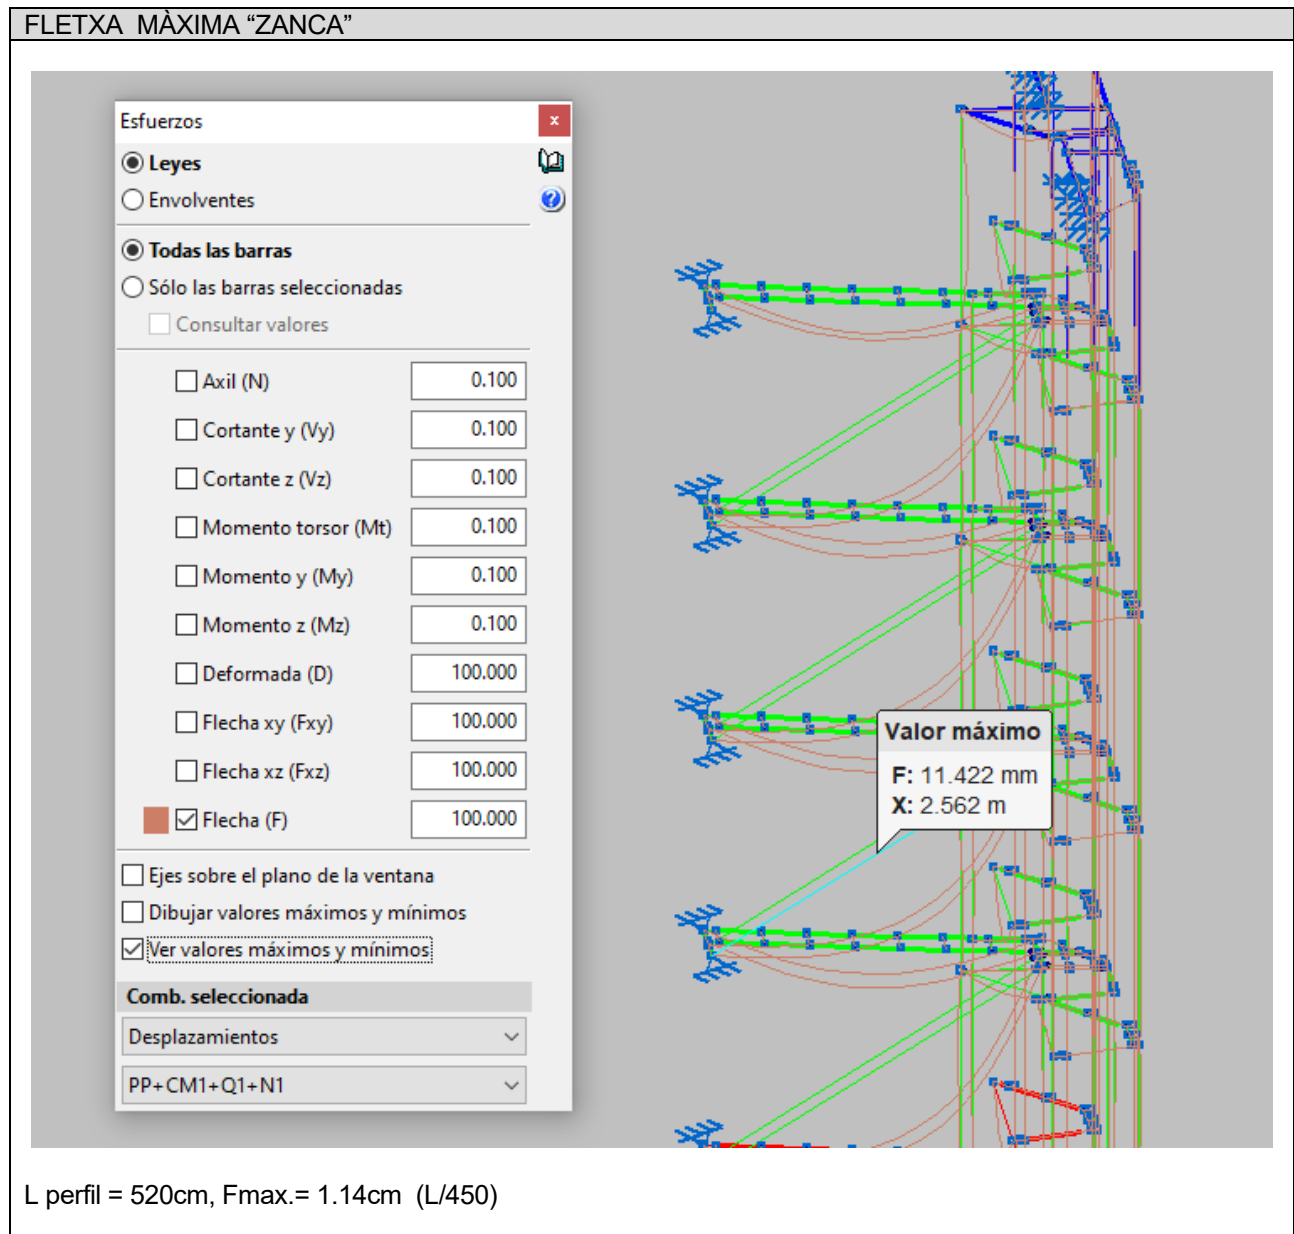 FLETXA MÀXIMA “ZANCA”
Esfuerzos
x
Leyes
Envolventes
Todas las barras
Sólo las barras seleccionadas
Consultar valores
Axil (N) 0.100
Cortante y (Vy) 0.100
Cortante z (Vz) 0.100
Momento torsor (Mt) 0.100
Momento y (My) 0.100
Momento z (Mz) 0.100
Deformada (D) 100.000
Flecha xy (Fxy) 100.000
Flecha xz (Fxz) 100.000
Flecha (F) 100.000
Ejes sobre el plano de la ventana
Dibujar valores máximos y mínimos
Ver valores máximos y mínimos
Comb. seleccionada
Desplazamientos
PP+CM1+Q1+N1
Valor máximo
F: 11.422 mm
X: 2.562 m
L perfil = 520cm, Fmax.= 1.14cm (L/450)